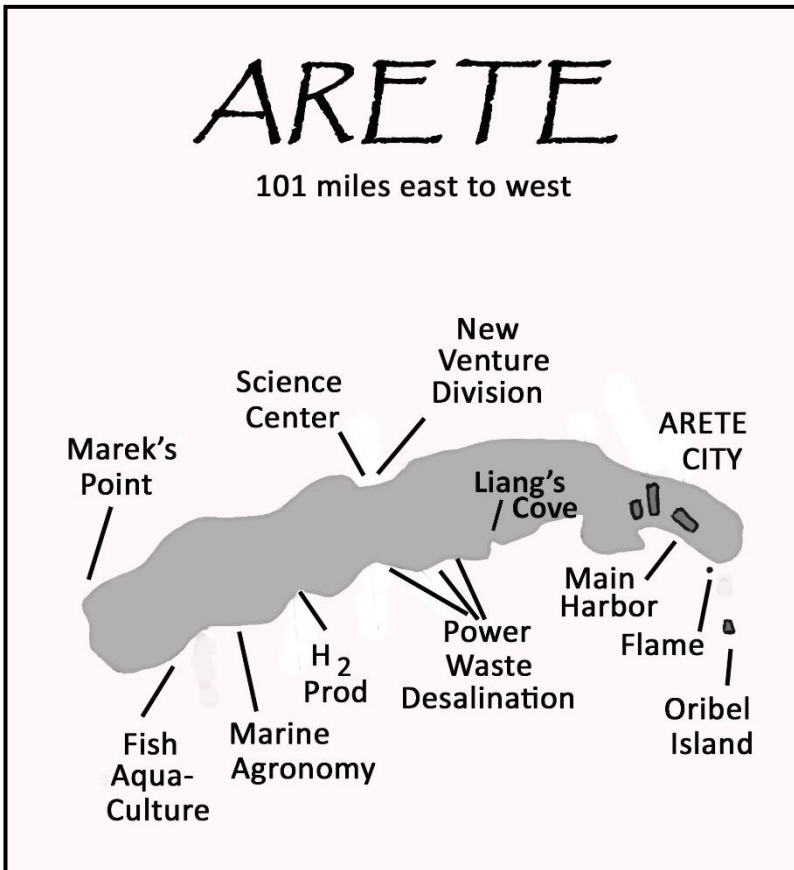 ARETE
101 miles east to west
New
Venture
Division
Science
Center
ARETE
CITY
Marek's
Point
Liang's
Cove
Main
Harbor
Flame
Power
Waste
Desalination
H2
Prod
Oribel
Island
Marine
Agronomy
Fish
Aqua-
Culture